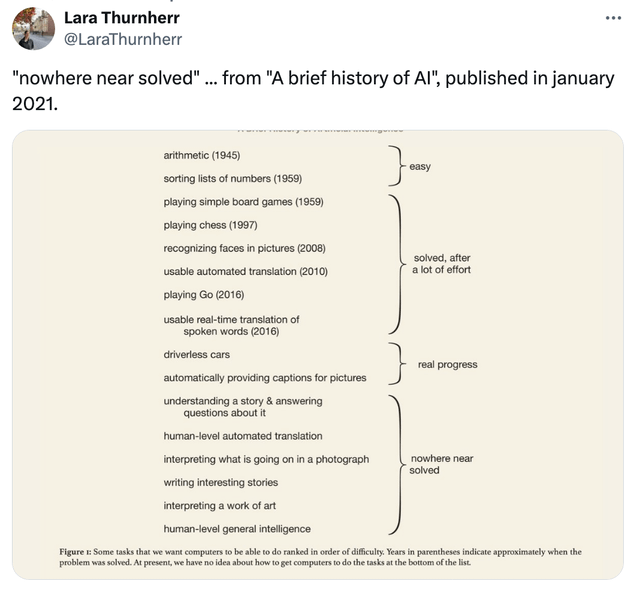 Lara Thurnherr
@LaraThurnherr
"nowhere near solved" ... from "A brief history of AI", published in january
2021.
arithmetic (1945)
easy
sorting lists of numbers (1959)
playing simple board games (1959)
playing chess (1997)
recognizing faces in pictures (2008)
solved, after
a lot of effort
usable automated translation (2010)
playing Go (2016)
usable real-time translation of
spoken words (2016)
driverless cars
real progress
automatically providing captions for pictures
understanding a story & answering
questions about it
human-level automated translation
interpreting what is going on in a photograph
nowhere near
solved
writing interesting stories
interpreting a work of art
human-level general intelligence
Figure 1: Some tasks that we want computers to be able to do ranked in order of difficulty. Years in parentheses indicate approximately when the
problem was solved. At present, we have no idea about how to get computers to do the tasks at the bottom of the list.